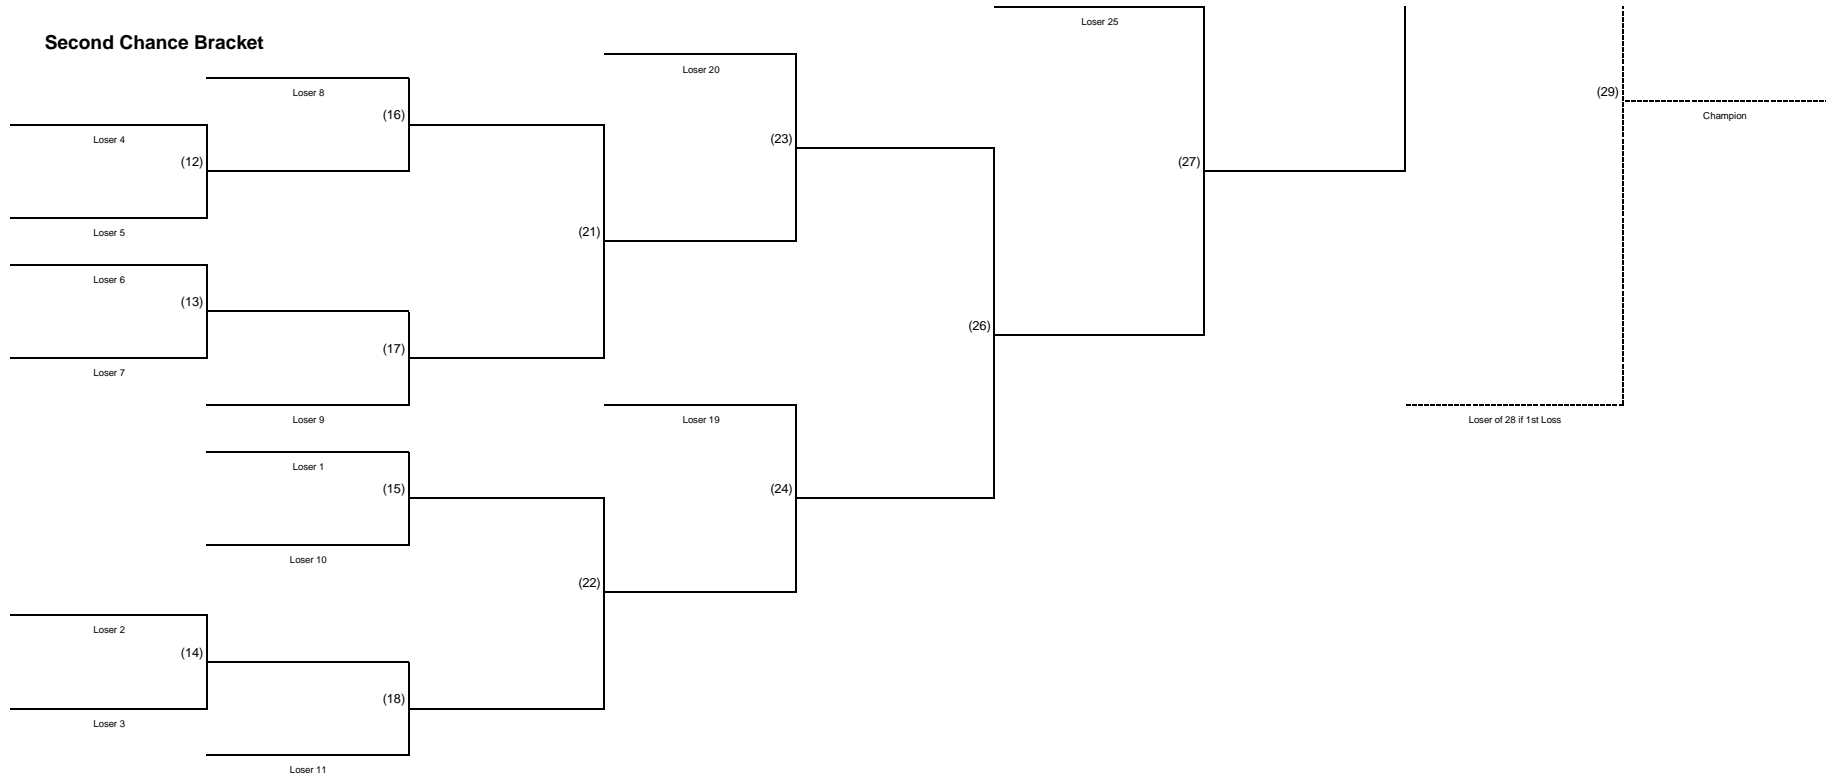 Loser 25
Second Chance Bracket
Loser 20
Loser 8
(29)
(16)
Champion
Loser 4
(23)
(12)
(27)
Loser 5
(21)
Loser 6
(13)
(26)
(17)
Loser 7
Loser 9
Loser 19
Loser of 28 if 1st Loss
Loser 1
(15)
(24)
Loser 10
(22)
Loser 2
(14)
(18)
Loser 3
Loser 11